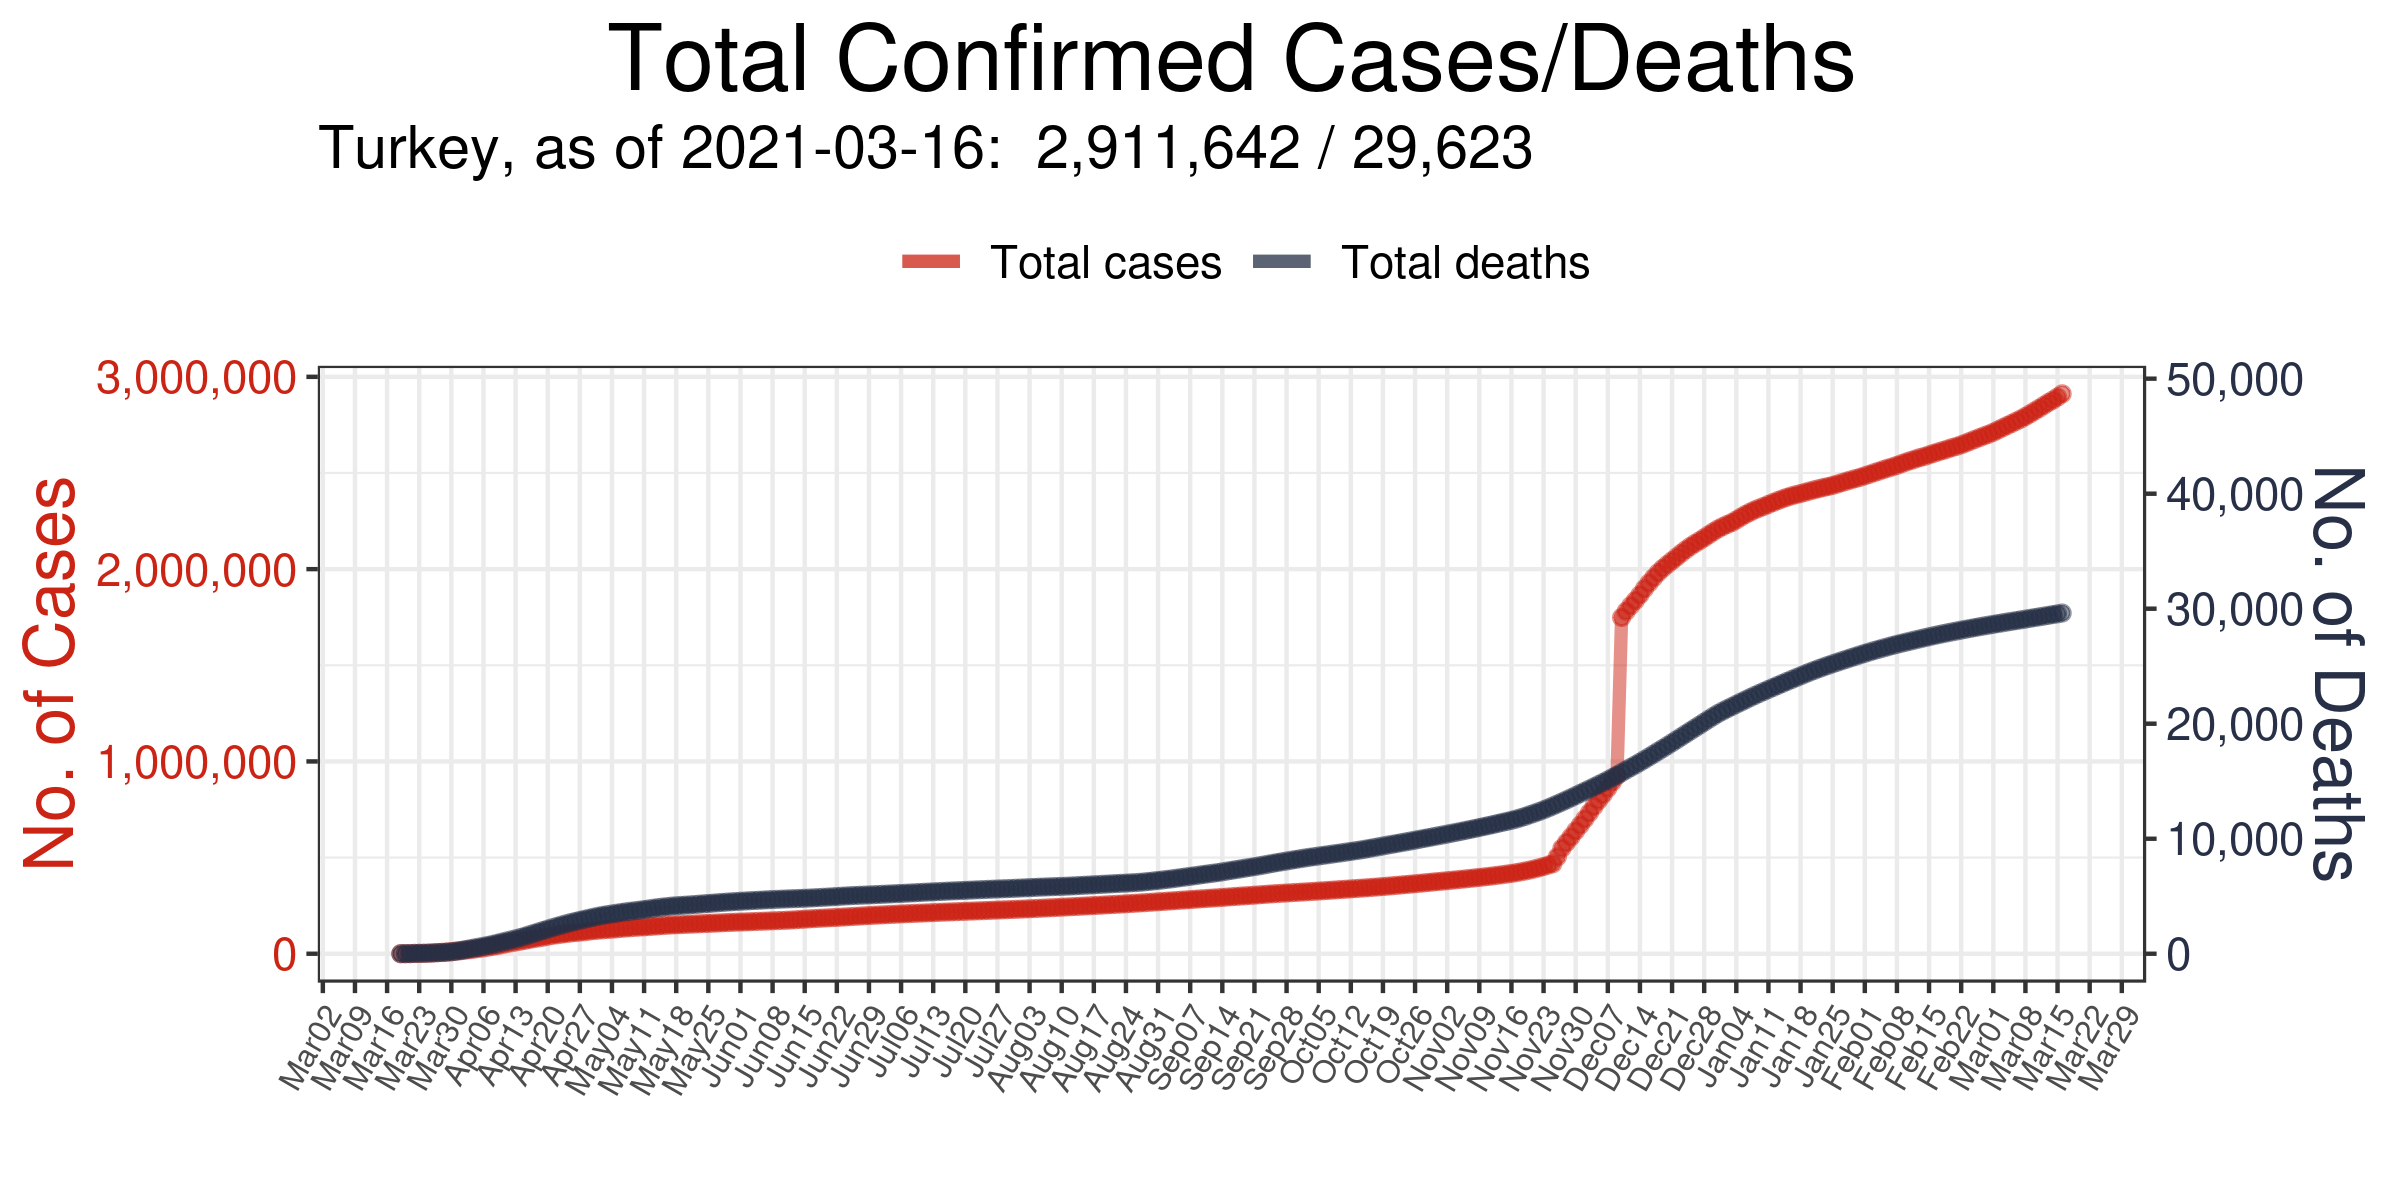 Total Confirmed Cases/Deaths
Turkey, as of 2021-03-16:  2,911,642 / 29,623
Total cases
Total deaths
No. of Cases
3,000,000
2,000,000
1,000,000
0
50,000
40,000
30,000
20,000
10,000
0
No. of Deaths
Mar02
Mar09
Mar16
Mar23
Mar30
Apr06
Apr13
Apr20
Apr27
May04
May11
May18
May25
Jun01
Jun08
Jun15
Jun22
Jun29
Jul06
Jul13
Jul20
Jul27
Aug03
Aug10
Aug17
Aug24
Aug31
Sep07
Sep14
Sep21
Sep28
Oct05
Oct12
Oct19
Oct26
Nov02
Nov09
Nov16
Nov23
Nov30
Dec07
Dec14
Dec21
Dec28
Jan04
Jan11
Jan18
Jan25
Feb01
Feb08
Feb15
Feb22
Mar01
Mar08
Mar15
Mar22
Mar29